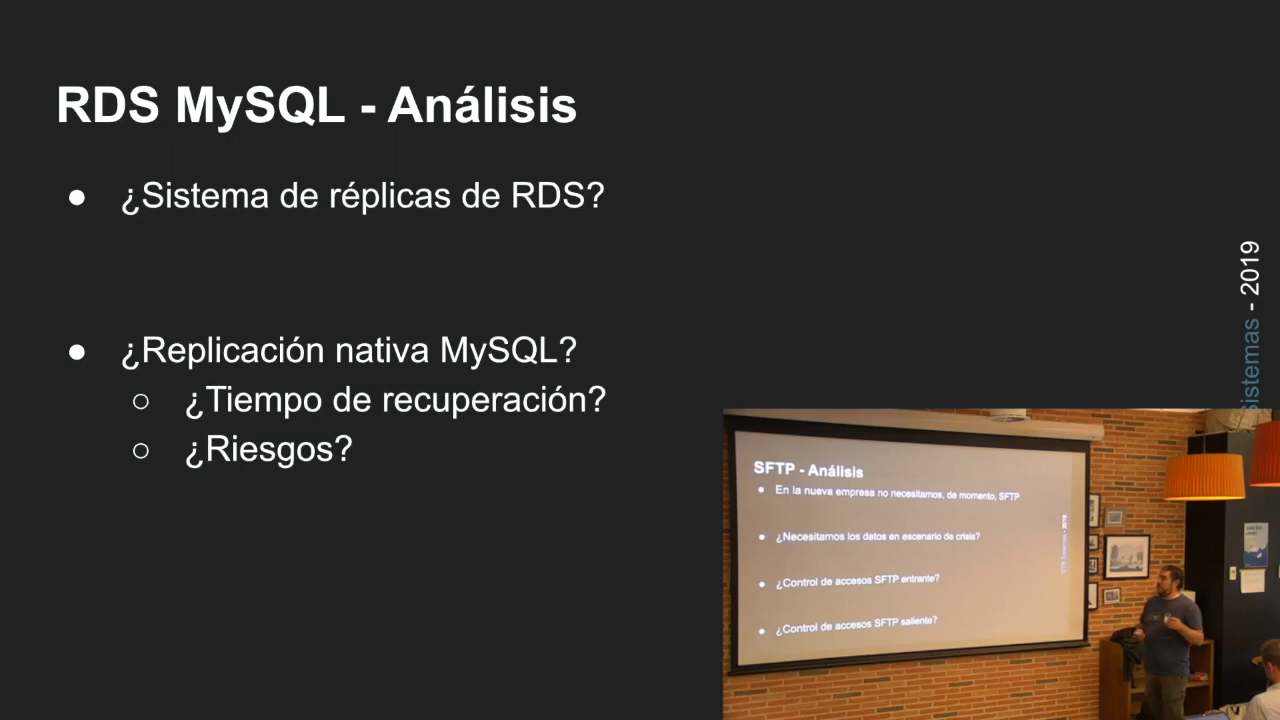 RDS MySQL - Análisis
● ¿Sistema de réplicas de RDS?
● ¿Replicación nativa MySQL?
○ ¿Tiempo de recuperación?
○ ¿Riesgos?
Sistemas - 2019
SFTP - Análisis
● En la nueva empresa no necesitamos, de momento, SFTP
● ¿Necesitamos los datos en escenario de crisis?
● ¿Control de accesos SFTP entrante?
● ¿Control de accesos SFTP saliente?